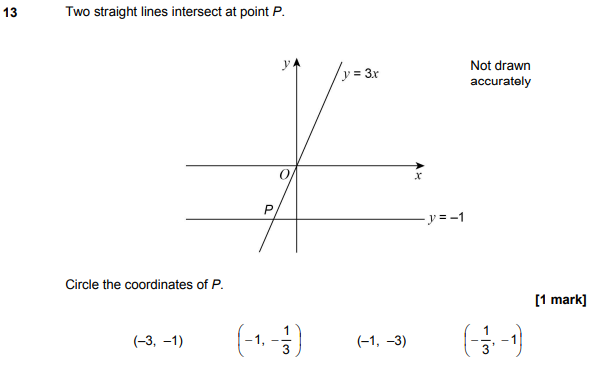 13 Two straight lines intersect at point P.
y
y = 3x
Not drawn
accurately
O
x
P
y = –1
Circle the coordinates of P.
[1 mark]
(–3, –1) (–1, –1/3) (–1, –3) (–1/3, –1)